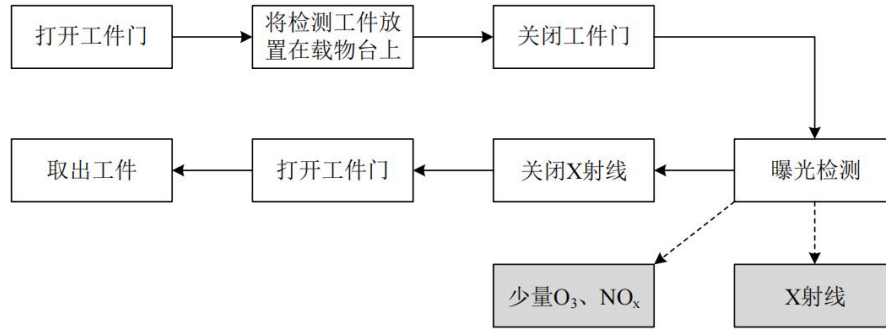 打开工件门
将检测工件放
置在载物台上
关闭工件门
取出工件
打开工件门
关闭X射线
曝光检测
少量O₃、NOₓ
X射线